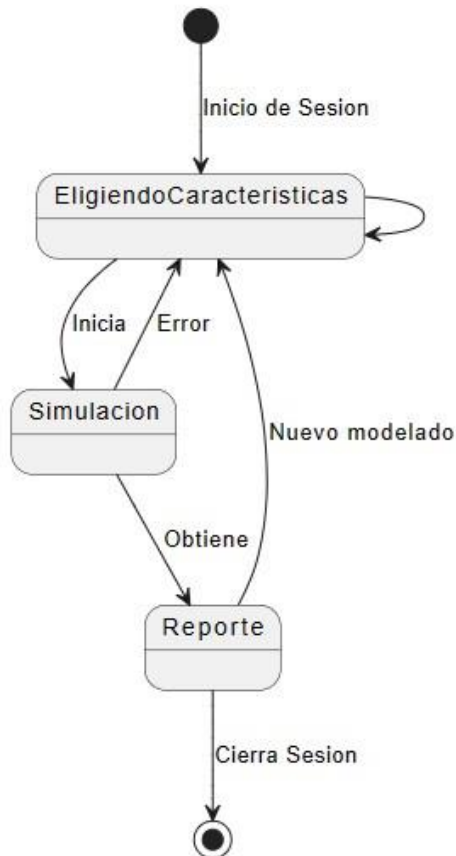 Inicio de Sesion
EligiendoCaracteristicas
Inicia
Error
Simulacion
Nuevo modelado
Obtiene
Reporte
Cierra Sesion